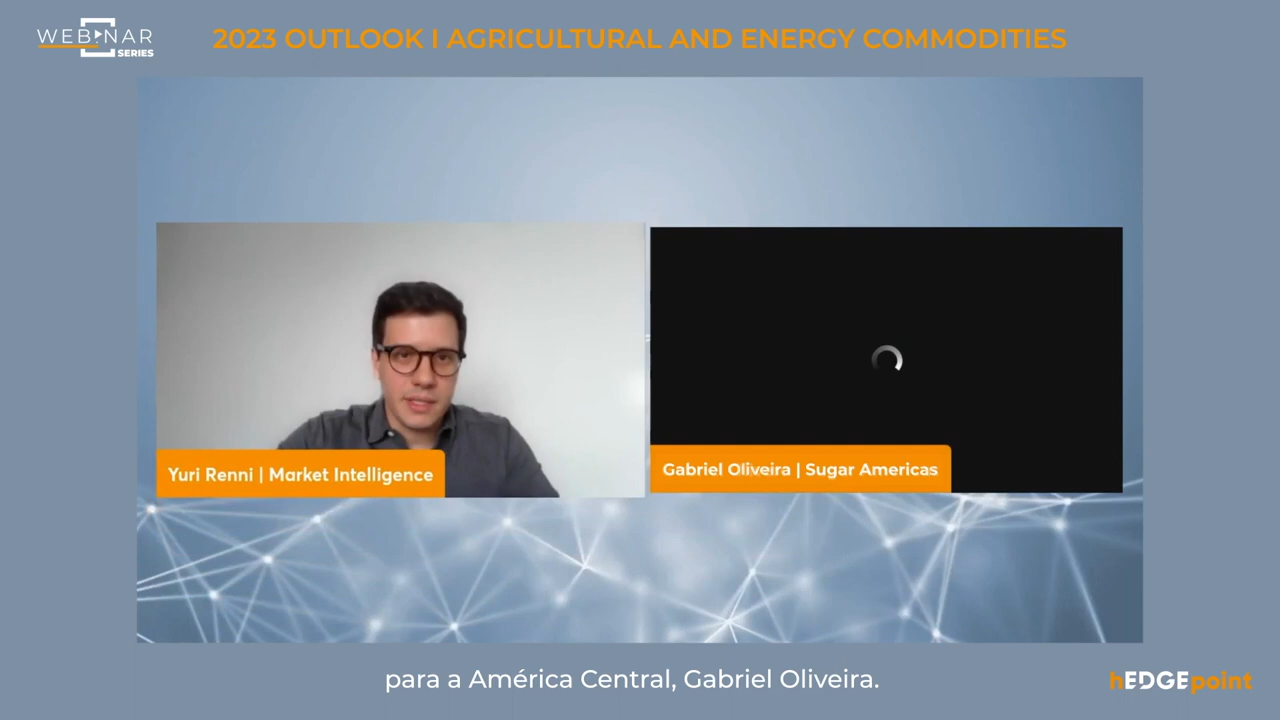 WEBINAR
SERIES
2023 OUTLOOK I AGRICULTURAL AND ENERGY COMMODITIES
Yuri Renni | Market Intelligence
Gabriel Oliveira | Sugar Americas
para a América Central, Gabriel Oliveira.
hEDGEpoint